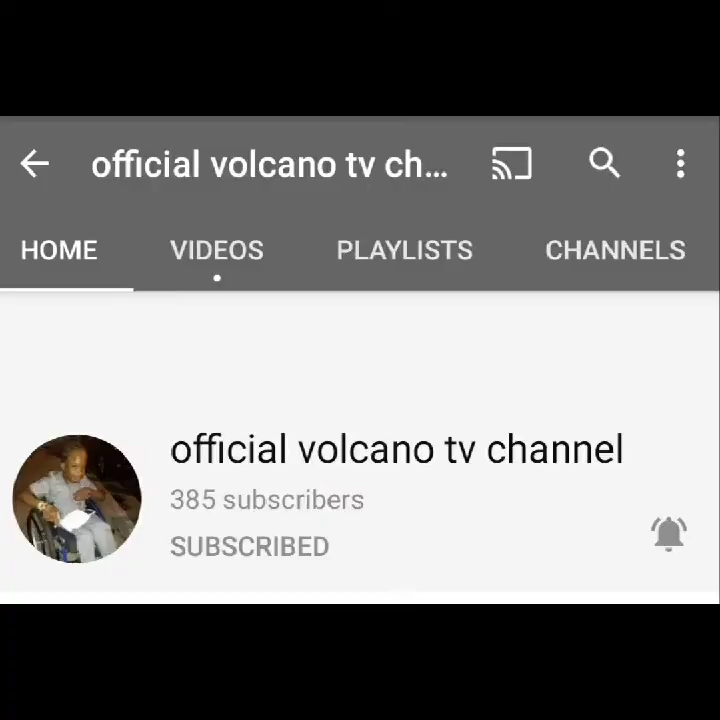 official volcano tv ch...
HOME VIDEOS PLAYLISTS CHANNELS
official volcano tv channel
385 subscribers
SUBSCRIBED